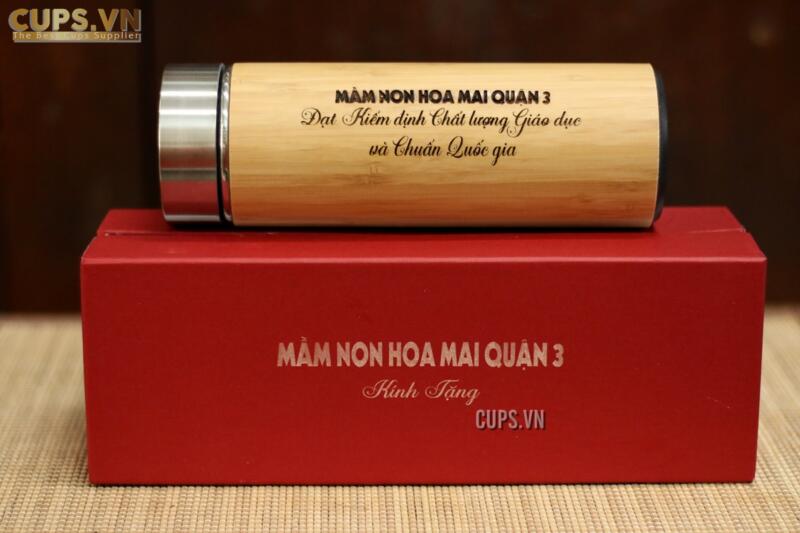 CUPS.VN
The Best Cups Supplier
MẦM NON HOA MAI QUẬN 3
Đạt Kiểm định Chất lượng Giáo dục
và Chuẩn Quốc gia
MẦM NON HOA MAI QUẬN 3
Kính Tặng
CUPS.VN